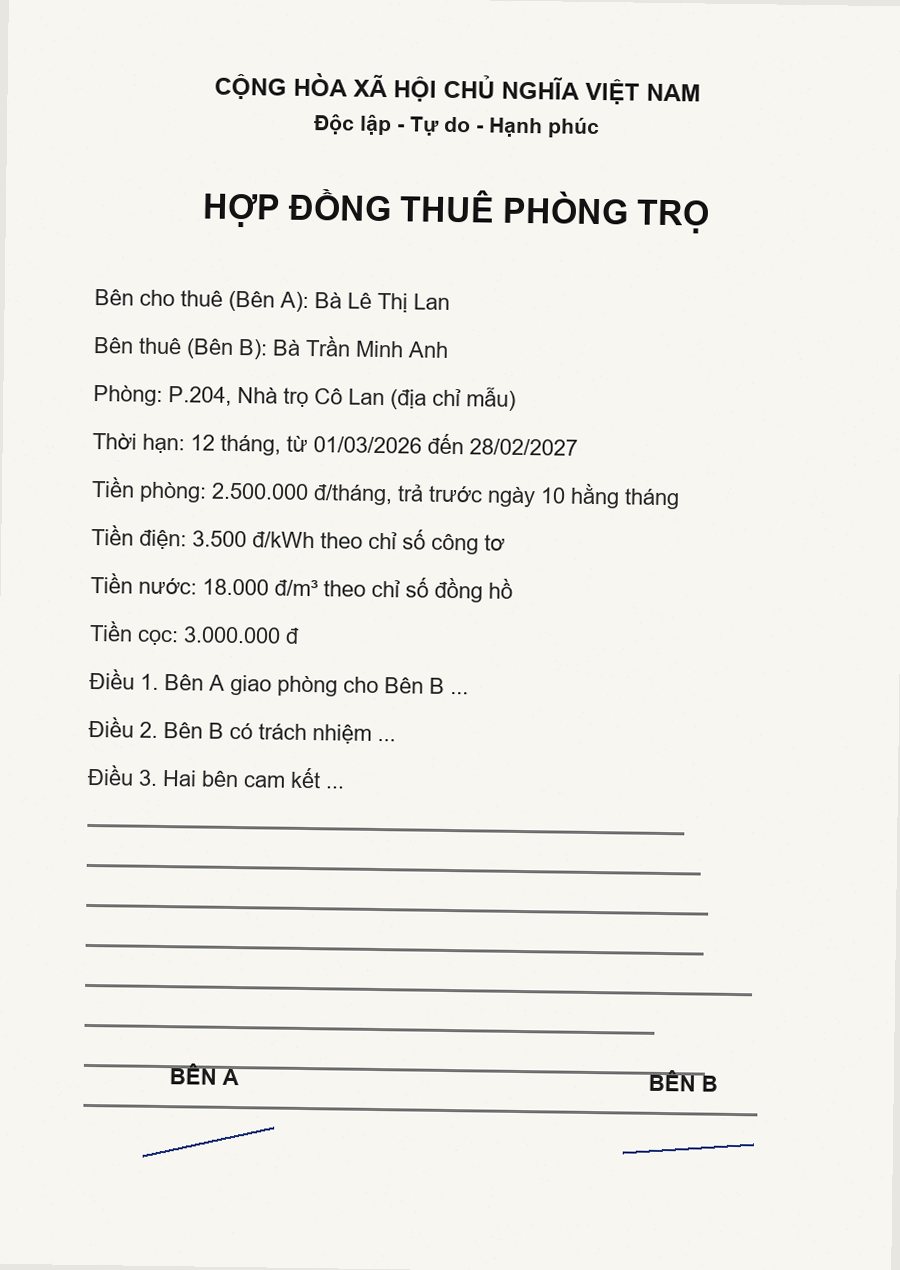 CỘNG HÒA XÃ HỘI CHỦ NGHĨA VIỆT NAM
Độc lập - Tự do - Hạnh phúc
HỢP ĐỒNG THUÊ PHÒNG TRỌ
Bên cho thuê (Bên A): Bà Lê Thị Lan
Bên thuê (Bên B): Bà Trần Minh Anh
Phòng: P.204, Nhà trọ Cô Lan (địa chỉ mẫu)
Thời hạn: 12 tháng, từ 01/03/2026 đến 28/02/2027
Tiền phòng: 2.500.000 đ/tháng, trả trước ngày 10 hằng tháng
Tiền điện: 3.500 đ/kWh theo chỉ số công tơ
Tiền nước: 18.000 đ/m³ theo chỉ số đồng hồ
Tiền cọc: 3.000.000 đ
Điều 1. Bên A giao phòng cho Bên B ...
Điều 2. Bên B có trách nhiệm ...
Điều 3. Hai bên cam kết ...
BÊN A BÊN B